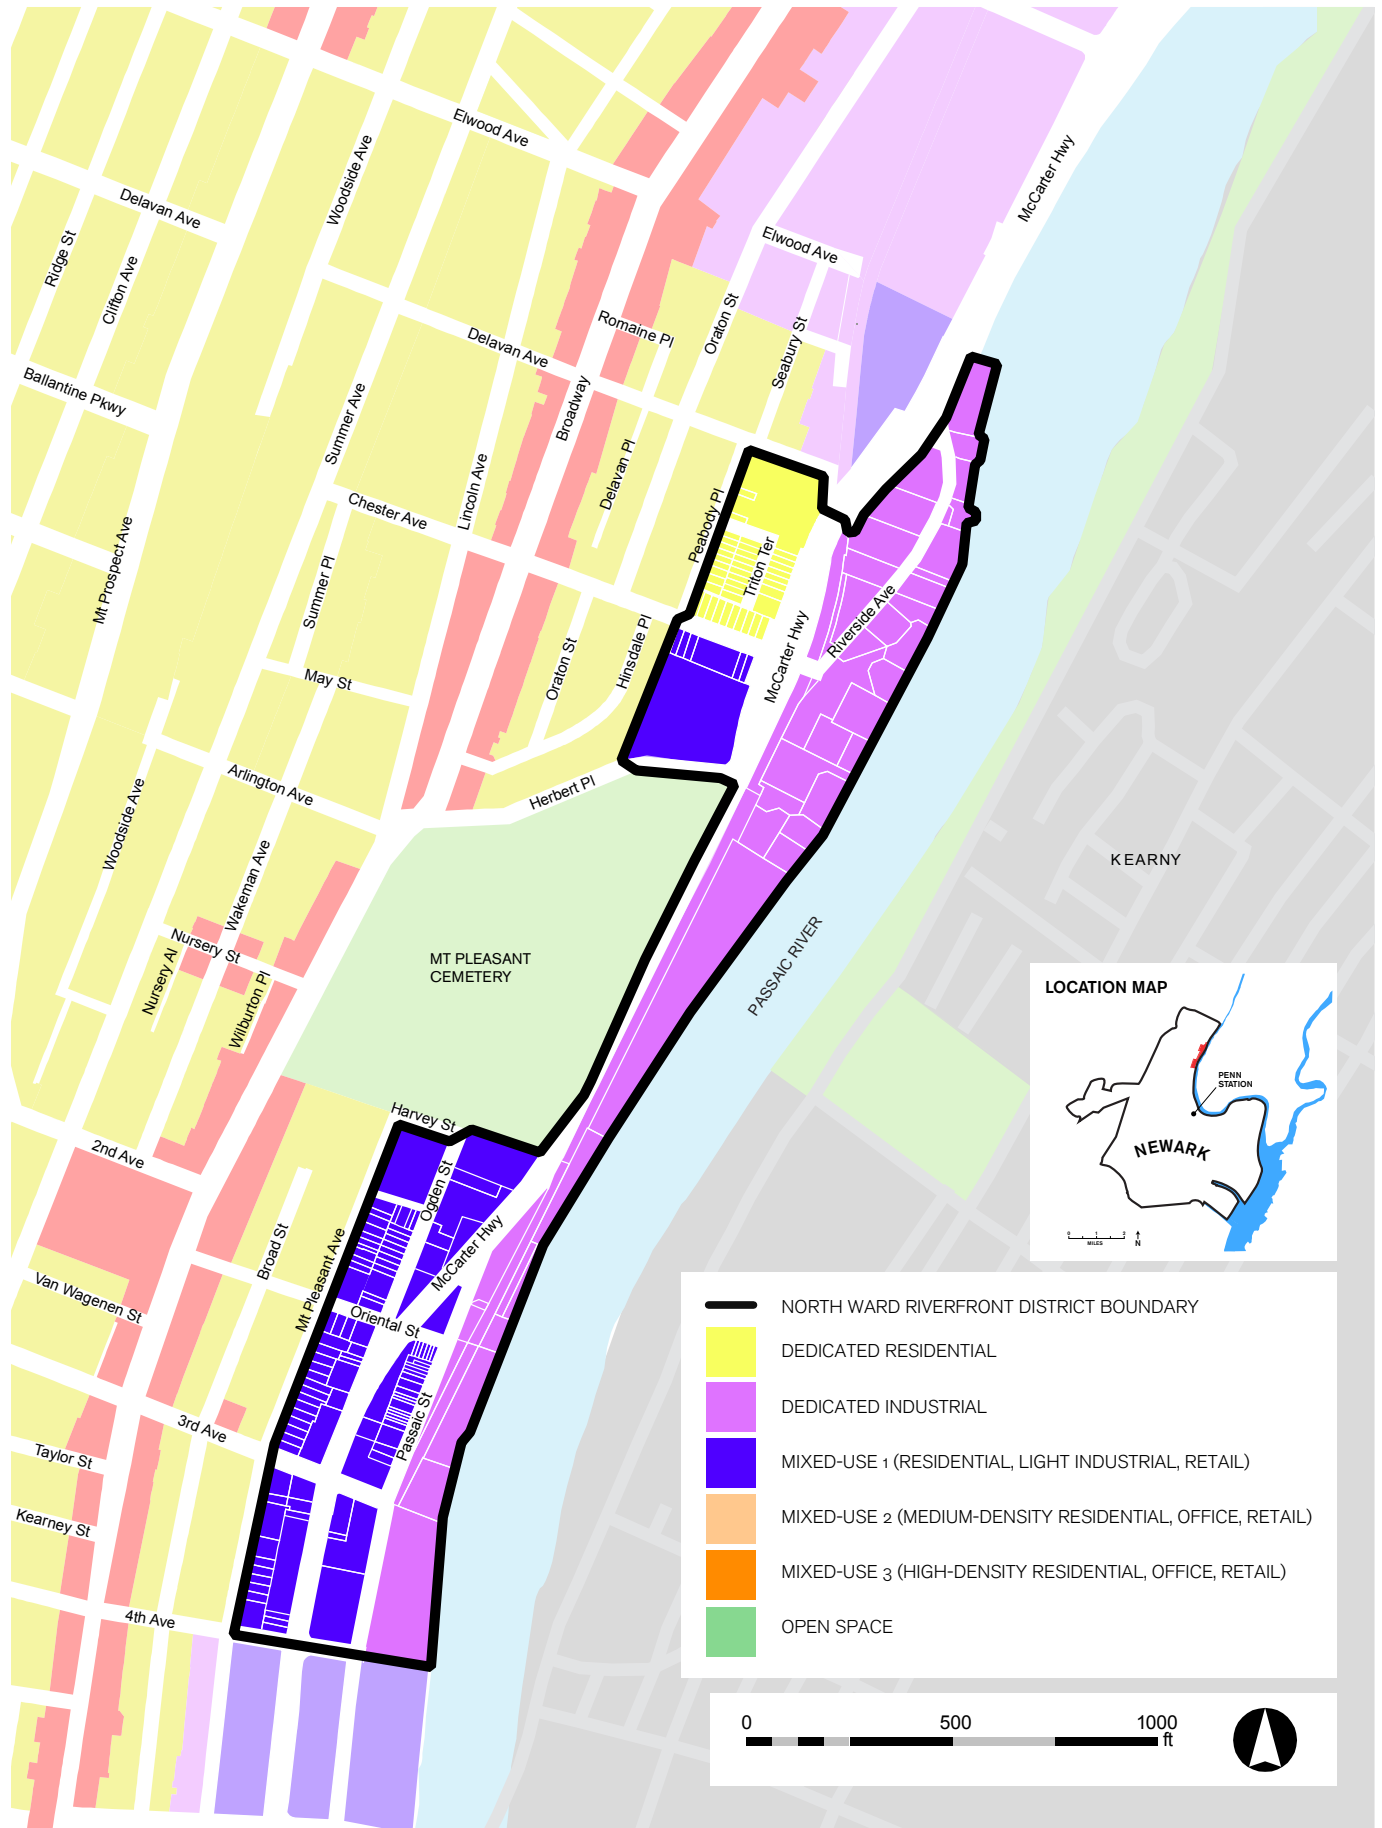 Elwood Ave
McCarter Hwy
Woodside Ave
Delavan Ave
Ridge St
Clifton Ave
Elwood Ave
Oraton St
Romaine Pl
Seabury St
Delavan Ave
Ballantine Pkwy
Summer Ave
Broadway
Lincoln Ave
Delavan Pl
Chester Ave
Peabody Pl
Mt Prospect Ave
Triton Ter
Summer Pl
Riverside Ave
Hinsdale Pl
McCarter Hwy
Oraton St
May St
Arlington Ave
Herbert Pl
Woodside Ave
Wakeman Ave
KEARNY
Nursery St
PASSAIC RIVER
MT PLEASANT
CEMETERY
Nursery Al
Wilburton Pl
LOCATION MAP
PENN
STATION
NEWARK
0 1 2
MILES
N
Harvey St
2nd Ave
Ogden St
Broad St
Mt Pleasant Ave
McCarter Hwy
Van Wagenen St
Oriental St
Passaic St
3rd Ave
Taylor St
Kearney St
4th Ave
NORTH WARD RIVERFRONT DISTRICT BOUNDARY
DEDICATED RESIDENTIAL
DEDICATED INDUSTRIAL
MIXED-USE 1 (RESIDENTIAL, LIGHT INDUSTRIAL, RETAIL)
MIXED-USE 2 (MEDIUM-DENSITY RESIDENTIAL, OFFICE, RETAIL)
MIXED-USE 3 (HIGH-DENSITY RESIDENTIAL, OFFICE, RETAIL)
OPEN SPACE
0 500 1000
ft